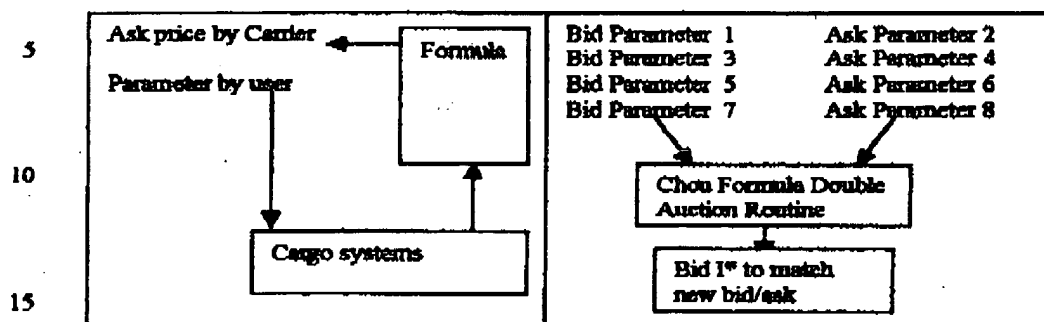 5
Ask price by Carrier
Parameter by user
Formula
10
Cargo systems
15
Bid Parameter 1 Ask Parameter 2
Bid Parameter 3 Ask Parameter 4
Bid Parameter 5 Ask Parameter 6
Bid Parameter 7 Ask Parameter 8
Chou Formula Double
Auction Routine
Bid I* to match
new bid/ask